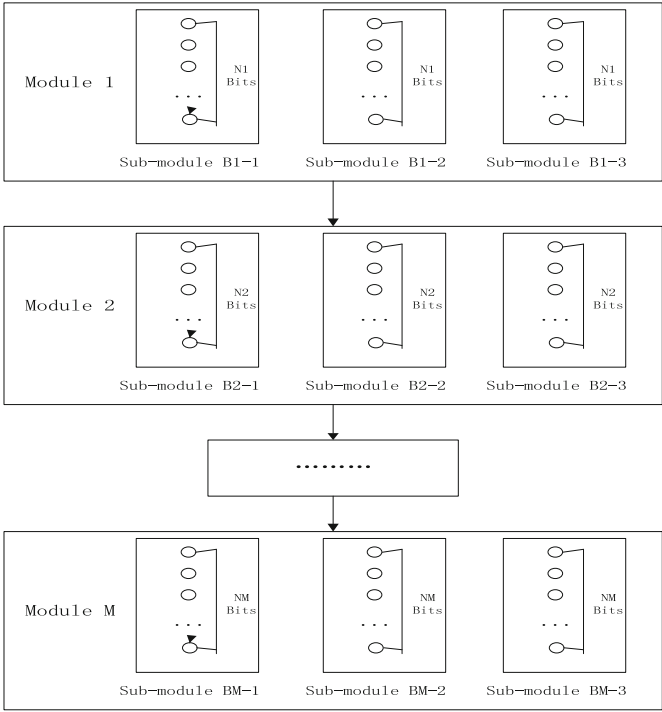 Module 1
N1
Bits
N1
Bits
N1
Bits
. . .
. . .
. . .
Sub-module B1-1
Sub-module B1-2
Sub-module B1-3
Module 2
N2
Bits
N2
Bits
N2
Bits
. . .
. . .
. . .
Sub-module B2-1
Sub-module B2-2
Sub-module B2-3
.........
Module M
NM
Bits
NM
Bits
NM
Bits
. . .
. . .
. . .
Sub-module BM-1
Sub-module BM-2
Sub-module BM-3